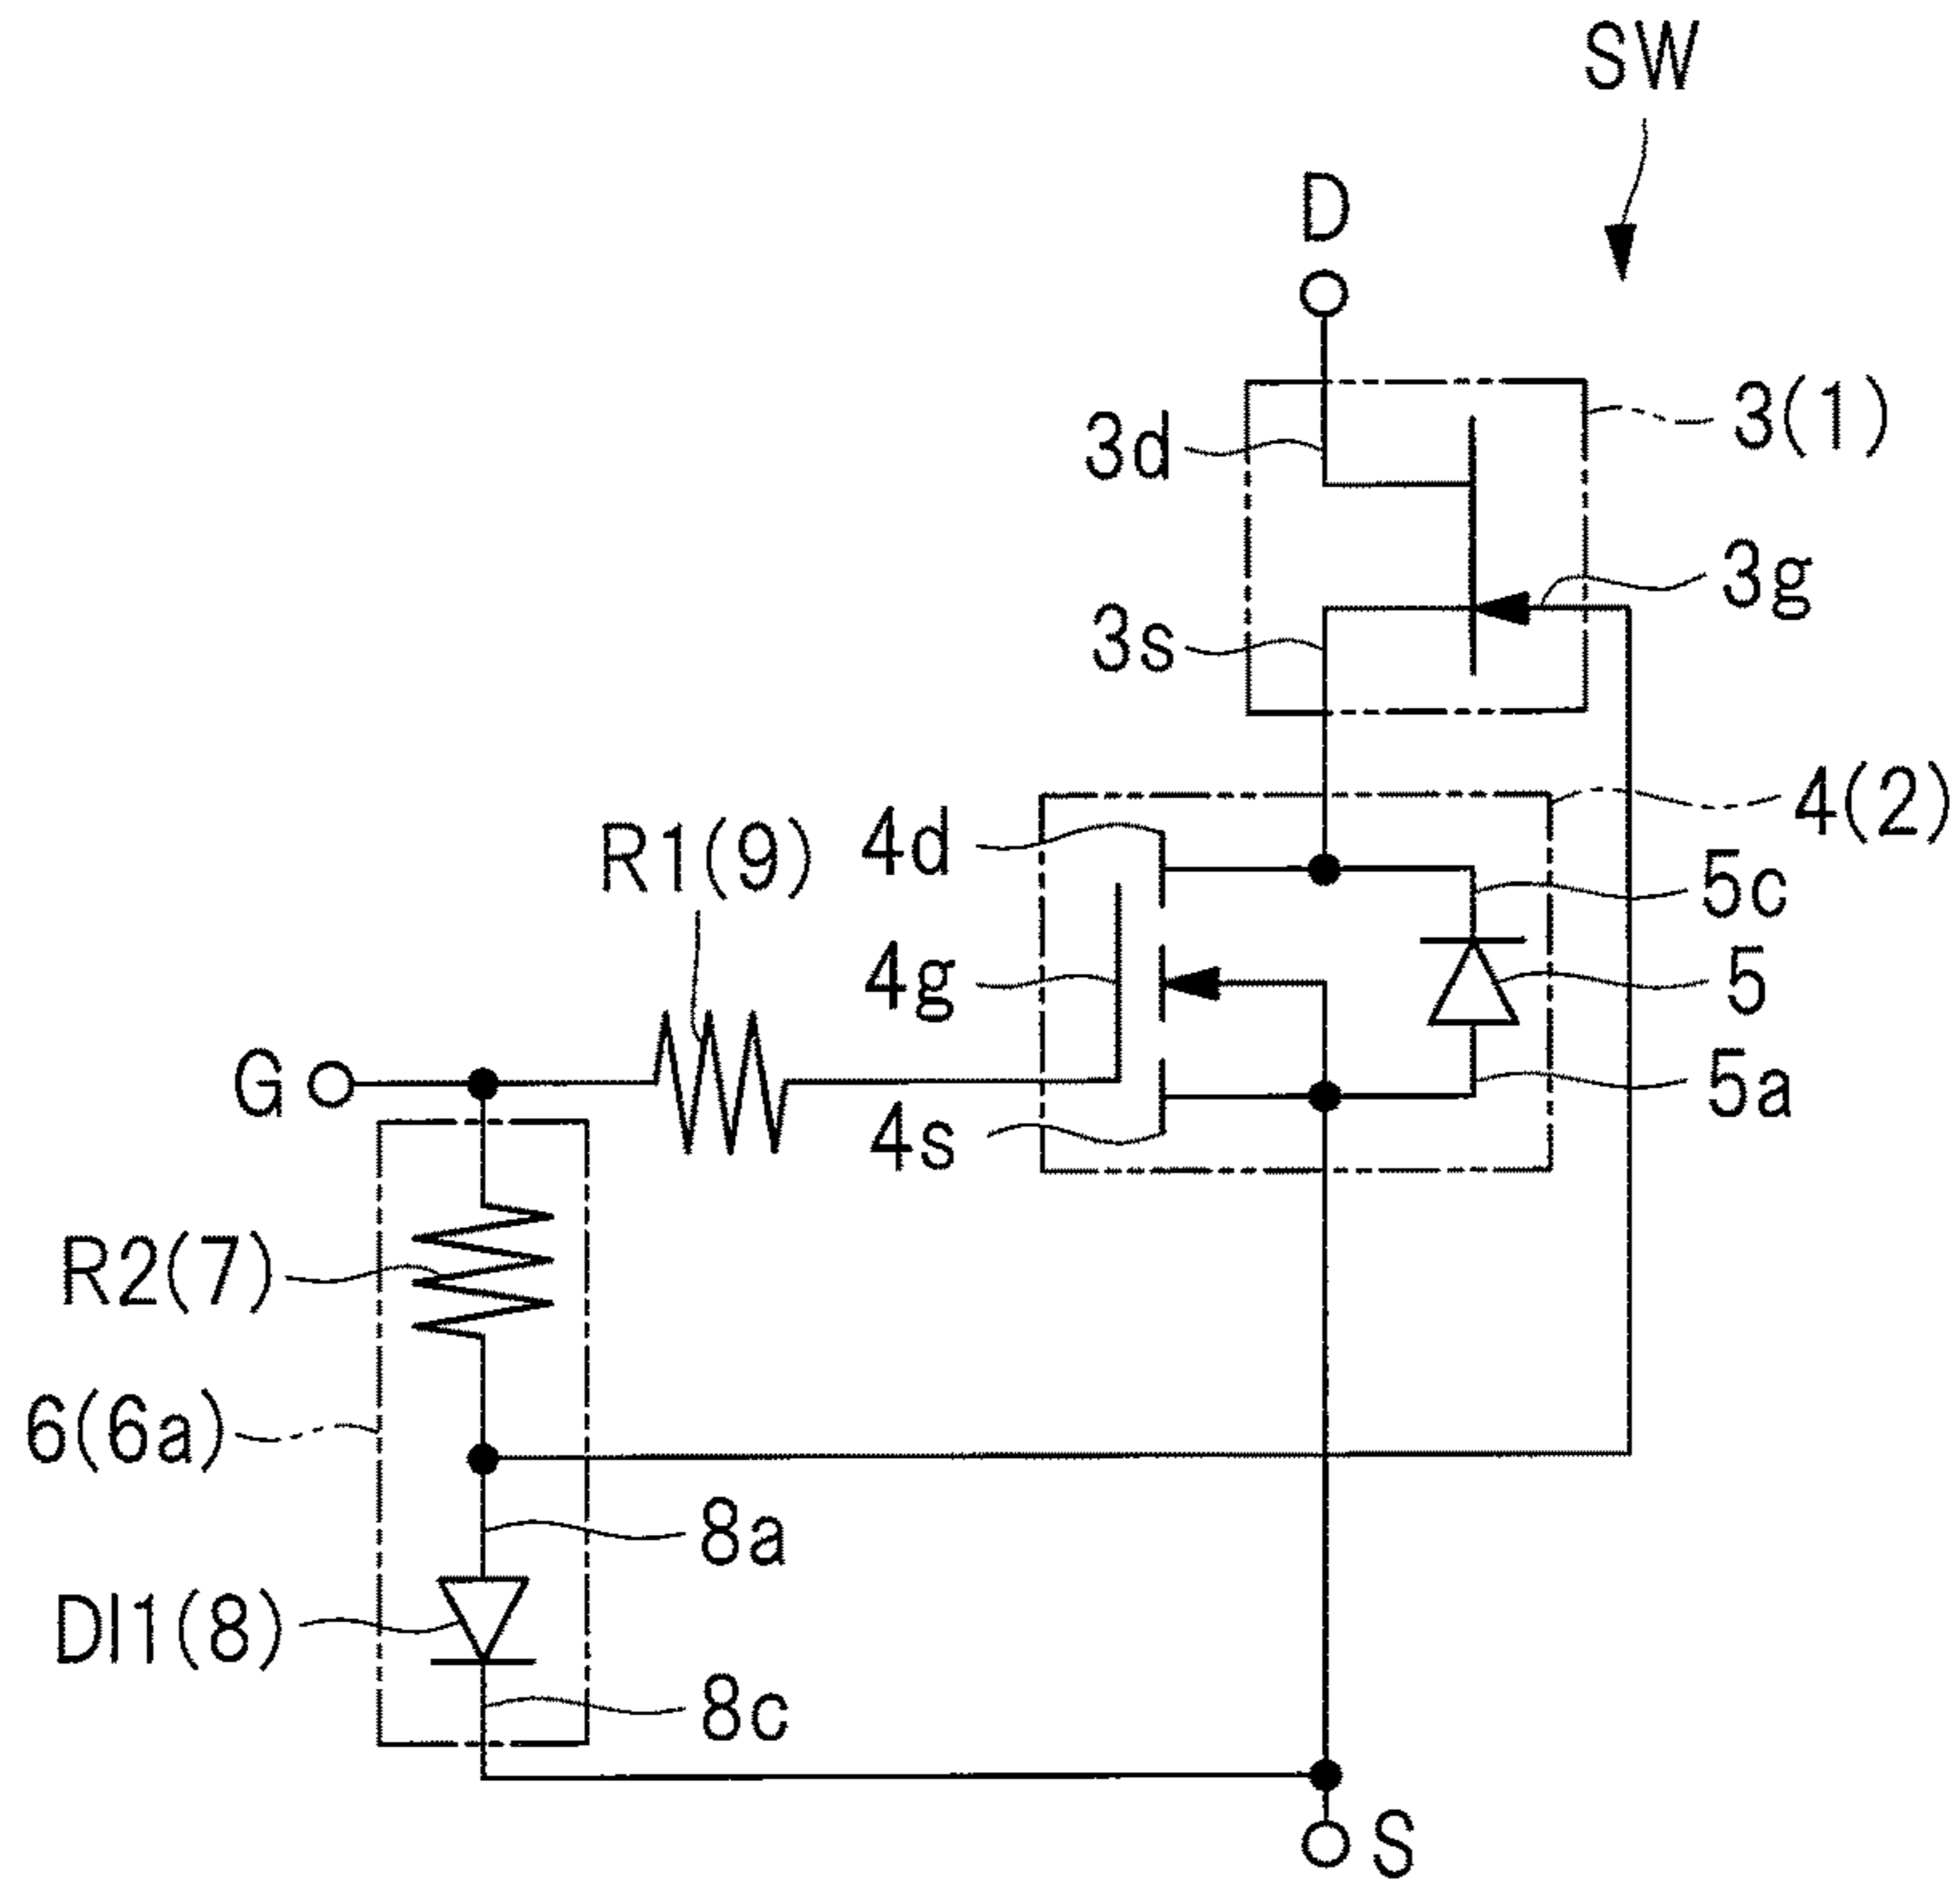 SW
D
3(1)
3d
3g
3s
4(2)
R1(9)
4d
5c
4g
5
G
5a
4s
R2(7)
6(6a)
8a
DI1(8)
8c
S